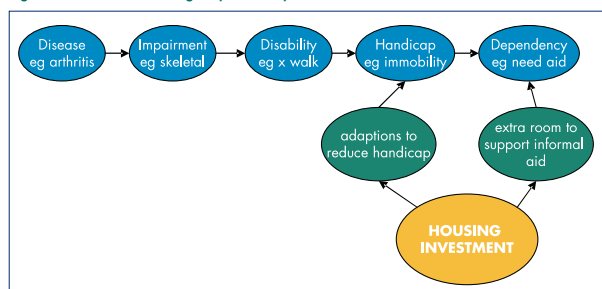 Disease
eg arthritis
Impairment
eg skeletal
Disability
eg x walk
Handicap
eg immobility
Dependency
eg need aid
adaptions to
reduce handicap
extra room to
support informal
aid
HOUSING
INVESTMENT